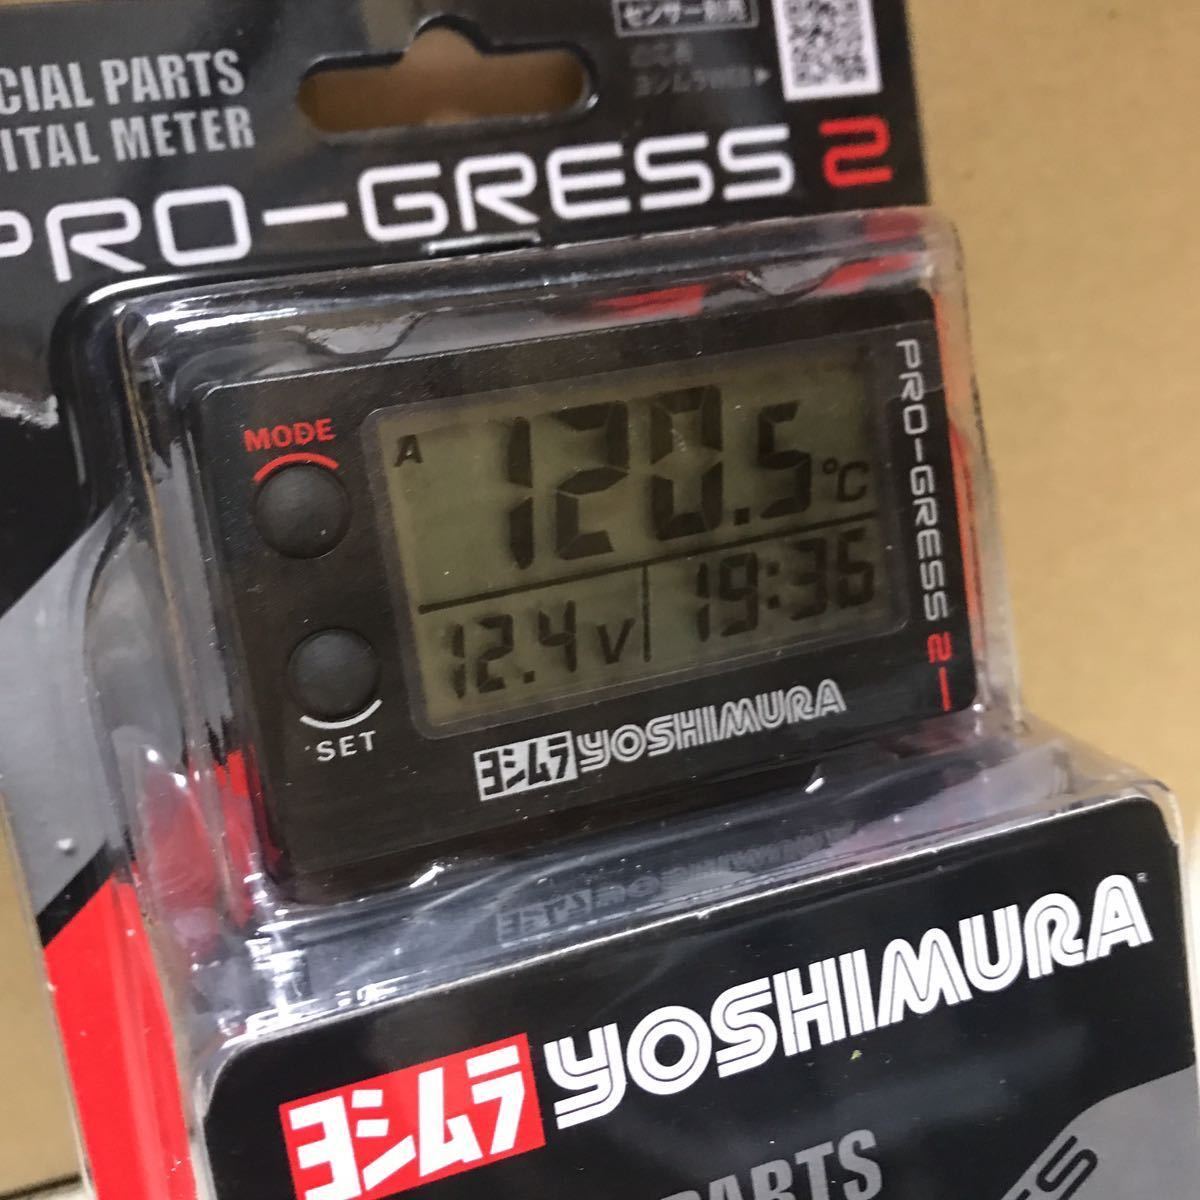 センサー別売
CIAL PARTS
ITAL METER
PRO-GRESS 2
MODE
A
120.5 °C
12.4 V
19:36
SET
PRO-GRESS 2
ヨシムラ YOSHIMURA
ヨシムラ YOSHIMURA
PARTS